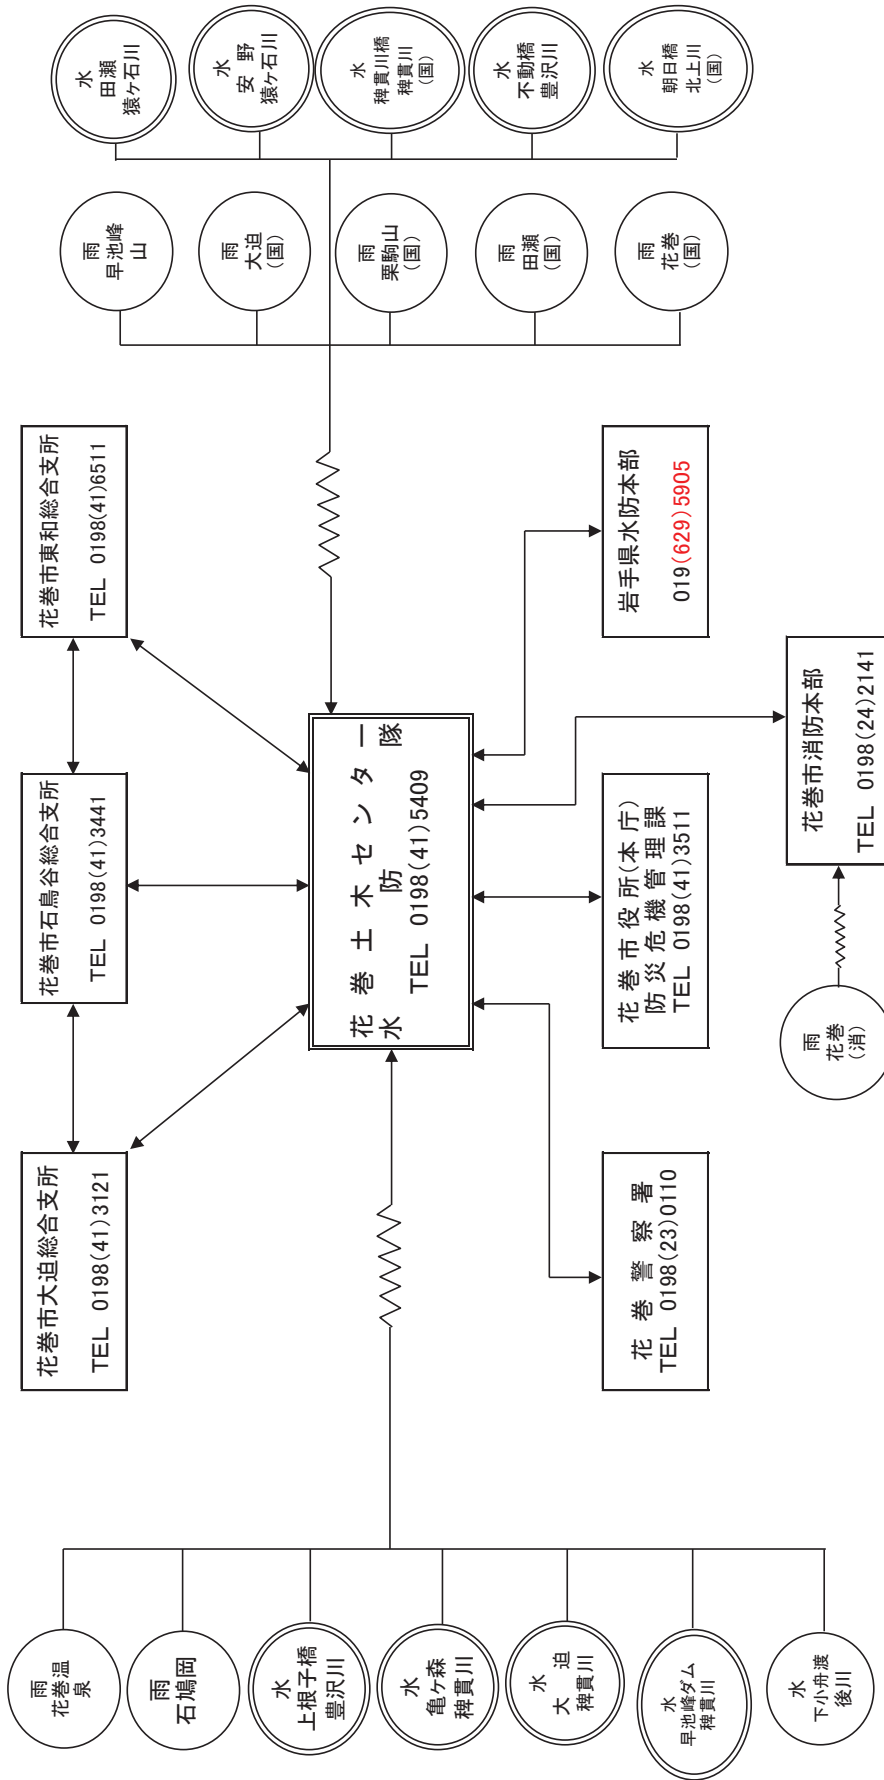 雨
花巻温
泉
雨
石鳩岡
水
上根子橋
豊沢川
水
亀ヶ森
稗貫川
水
大 迫
稗貫川
水
早池峰ダム
稗貫川
水
下小舟渡
後川
花巻市大迫総合支所
TEL 0198(41)3121
花巻市石鳥谷総合支所
TEL 0198(41)3441
花巻市東和総合支所
TEL 0198(41)6511
花 巻 土 木 セ ン タ ー
水 防 隊
TEL 0198(41)5409
花 巻 警 察 署
TEL 0198(23)0110
花 巻 市 役 所(本 庁)
防 災 危 機 管 理 課
TEL 0198(41)3511
岩手県水防本部
019(629)5905
雨
花巻
(消)
花巻市消防本部
TEL 0198(24)2141
雨
早池峰
山
雨
大迫
(国)
雨
栗駒山
(国)
雨
田瀬
(国)
雨
花巻
(国)
水
田瀬
猿ヶ石川
水
安 野
猿ヶ石川
水
稗貫川橋
稗貫川
(国)
水
不動橋
豊沢川
水
朝日橋
北上川
(国)